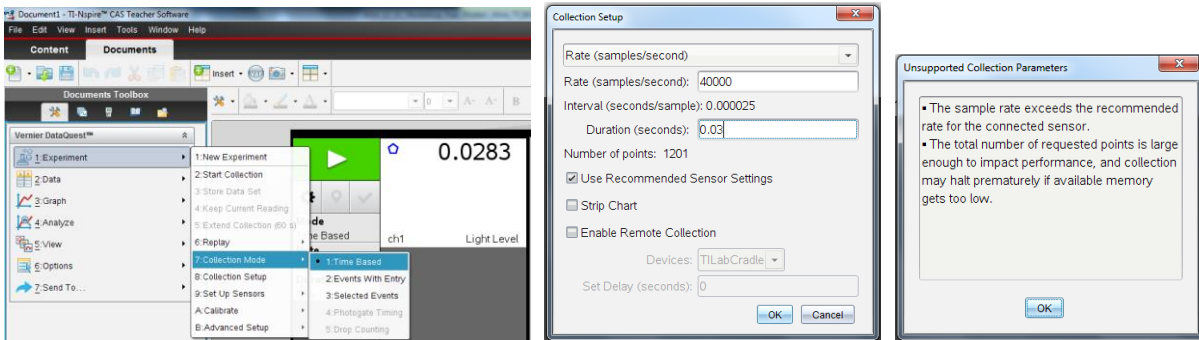 Document1 - TI-Nspire™ CAS Teacher Software
File Edit View Insert Tools Window Help
Content Documents
Insert
Documents Toolbox
Vernier DataQuest™
1:Experiment
2:Data
3:Graph
4:Analyze
5:View
6:Options
7:Send To...
1:New Experiment
2:Start Collection
3:Store Data Set
4:Keep Current Reading
5:Extend Collection (60 s)
6:Replay
7:Collection Mode
8:Collection Setup
9:Set Up Sensors
A:Calibrate
B:Advanced Setup
1:Time Based
2:Events With Entry
3:Selected Events
4:Photogate Timing
5:Drop Counting
0.0283
ch1 Light Level
Collection Setup
Rate (samples/second)
Rate (samples/second): 40000
Interval (seconds/sample): 0.000025
Duration (seconds): 0.03
Number of points: 1201
Use Recommended Sensor Settings
Strip Chart
Enable Remote Collection
Devices: TILabCradle
Set Delay (seconds): 0
OK Cancel
Unsupported Collection Parameters
▪ The sample rate exceeds the recommended
rate for the connected sensor.
▪ The total number of requested points is large
enough to impact performance, and collection
may halt prematurely if available memory
gets too low.
OK